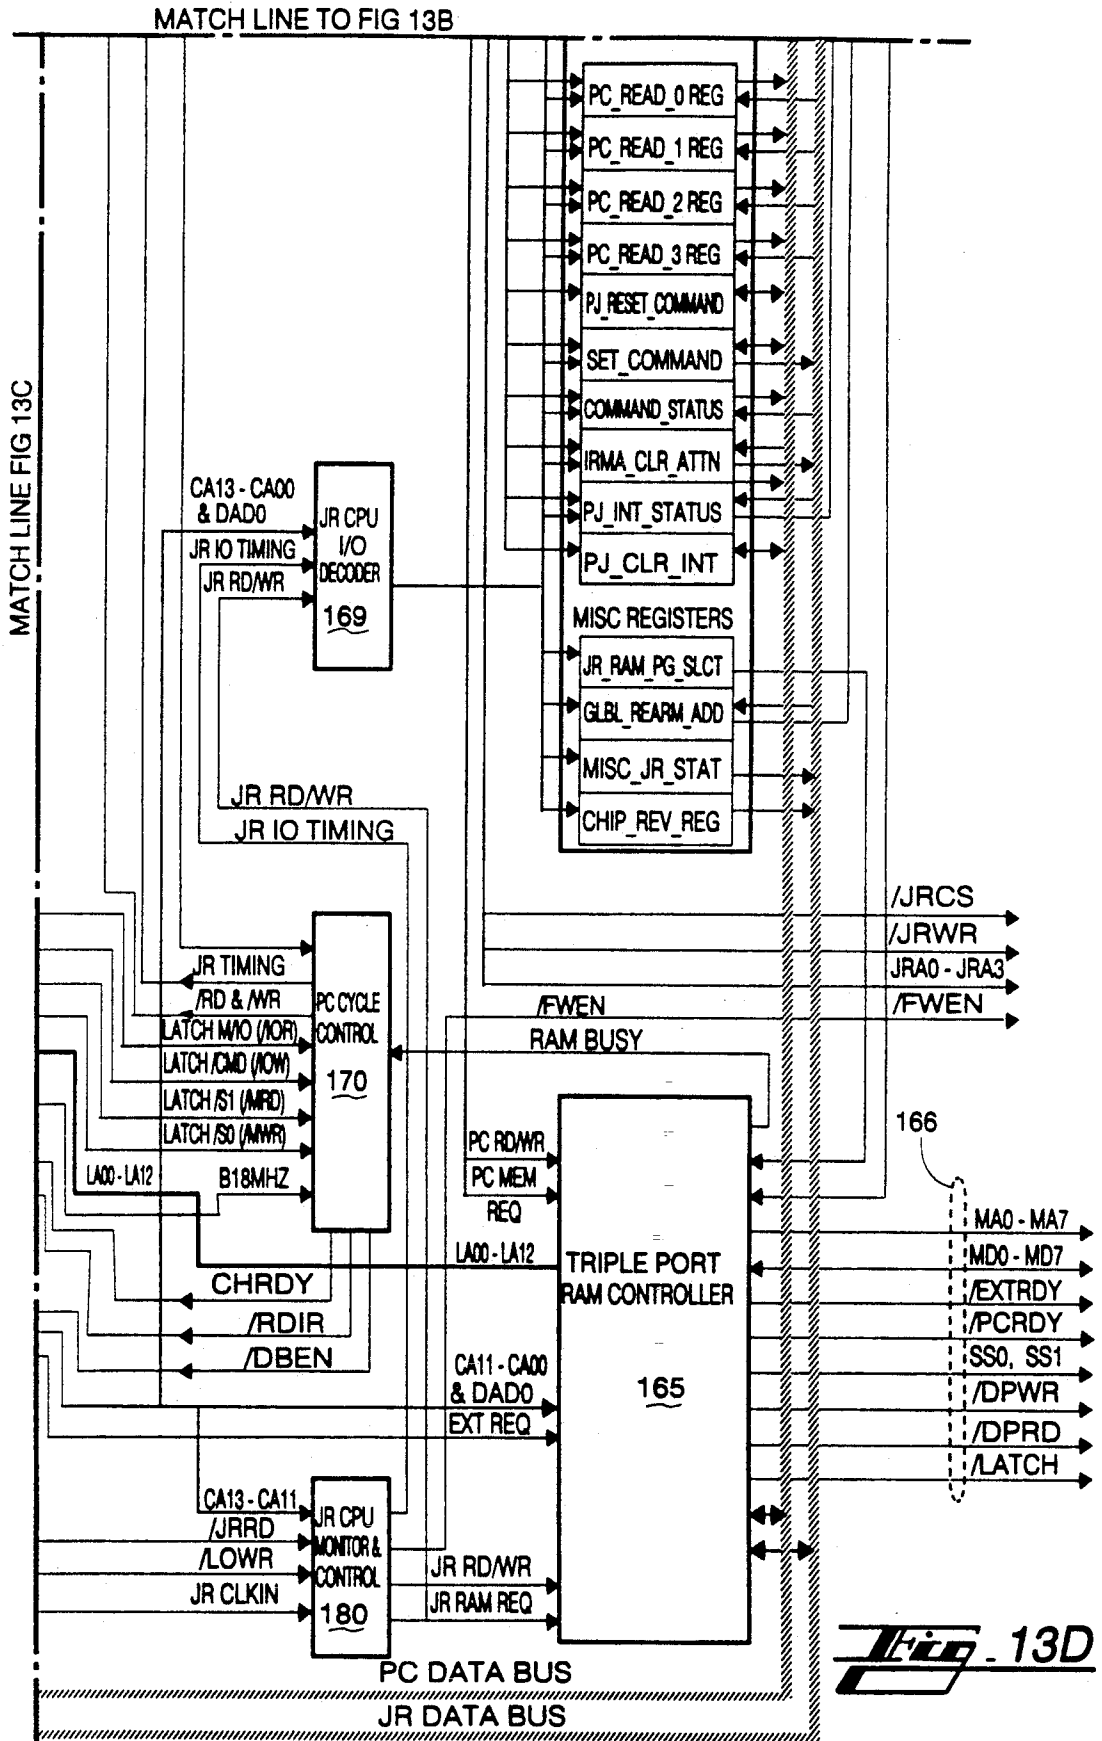 MATCH LINE TO FIG 13B
MATCH LINE FIG 13C
PC_READ_0 REG
PC_READ_1 REG
PC_READ_2 REG
PC_READ_3 REG
PJ_RESET_COMMAND
SET_COMMAND
COMMAND_STATUS
IRMA_CLR_ATTN
PJ_INT_STATUS
PJ_CLR_INT
MISC REGISTERS
JR_RAM_PG_SLCT
GLBL_REARM_ADD
MISC_JR_STAT
CHIP_REV_REG
CA13 - CA00
& DAD0
JR IO TIMING
JR RD/WR
JR CPU
I/O
DECODER
169
JR RD/WR
JR IO TIMING
/JRCS
/JRWR
JRA0 - JRA3
/FWEN
/FWEN
RAM BUSY
JR TIMING
/RD & /WR
LATCH M/IO (/IOR)
LATCH /CMD (/IOW)
LATCH /S1 (/MRD)
LATCH /S0 (/MWR)
LA00 - LA12
B18MHZ
PC CYCLE
CONTROL
170
CHRDY
/RDIR
/DBEN
PC RD/WR
PC MEM
REQ
LA00 - LA12
CA11 - CA00
& DAD0
EXT REQ
TRIPLE PORT
RAM CONTROLLER
165
166
MA0 - MA7
MD0 - MD7
/EXTRDY
/PCRDY
SS0, SS1
/DPWR
/DPRD
/LATCH
CA13 - CA11
/JRRD
/LOWR
JR CLKIN
JR CPU
MONITOR &
CONTROL
180
JR RD/WR
JR RAM REQ
PC DATA BUS
JR DATA BUS
Fig. 13D